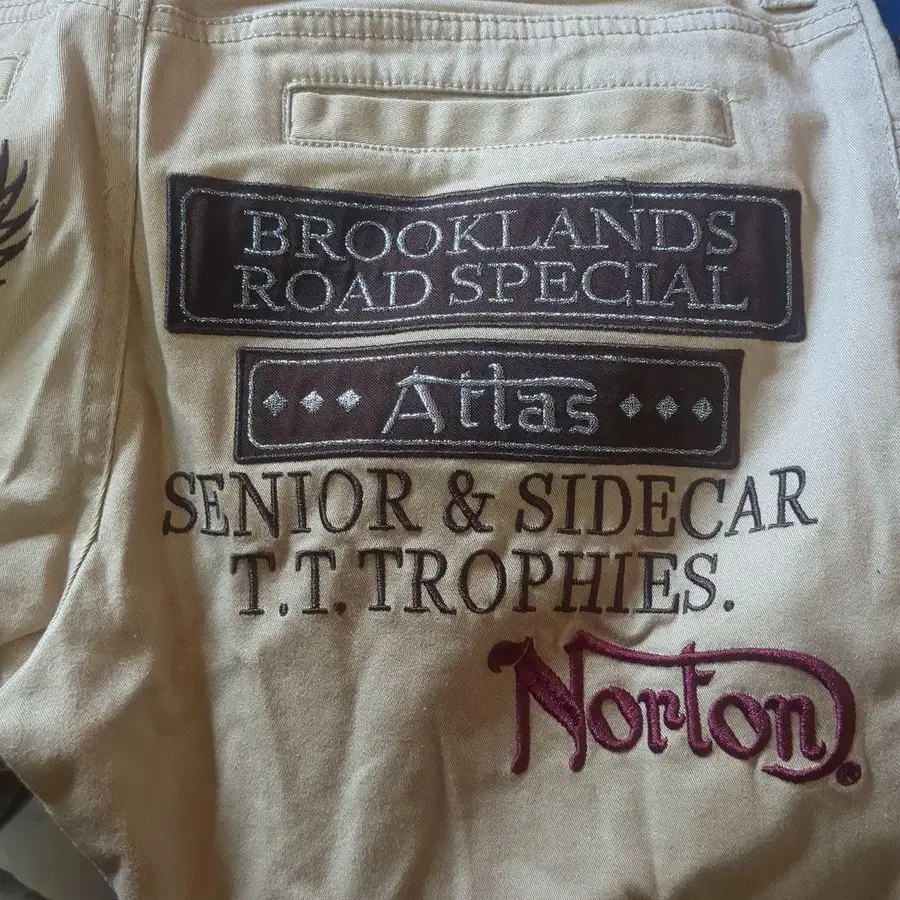 BROOKLANDS
ROAD SPECIAL
Atlas
SENIOR & SIDECAR
T.T. TROPHIES.
Norton